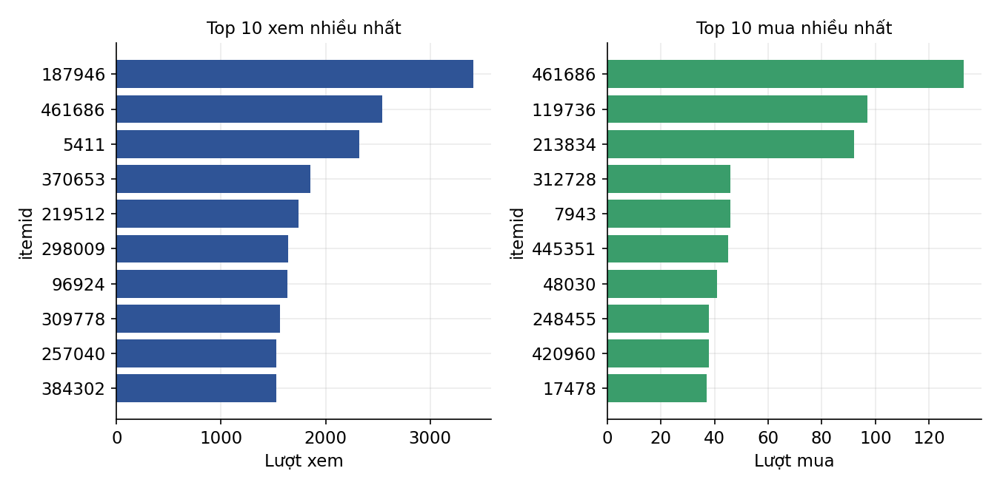 Top 10 xem nhiều nhất
187946
461686
5411
370653
219512
298009
96924
309778
257040
384302
itemid
0 1000 2000 3000
Lượt xem
Top 10 mua nhiều nhất
461686
119736
213834
312728
7943
445351
48030
248455
420960
17478
itemid
0 20 40 60 80 100 120
Lượt mua